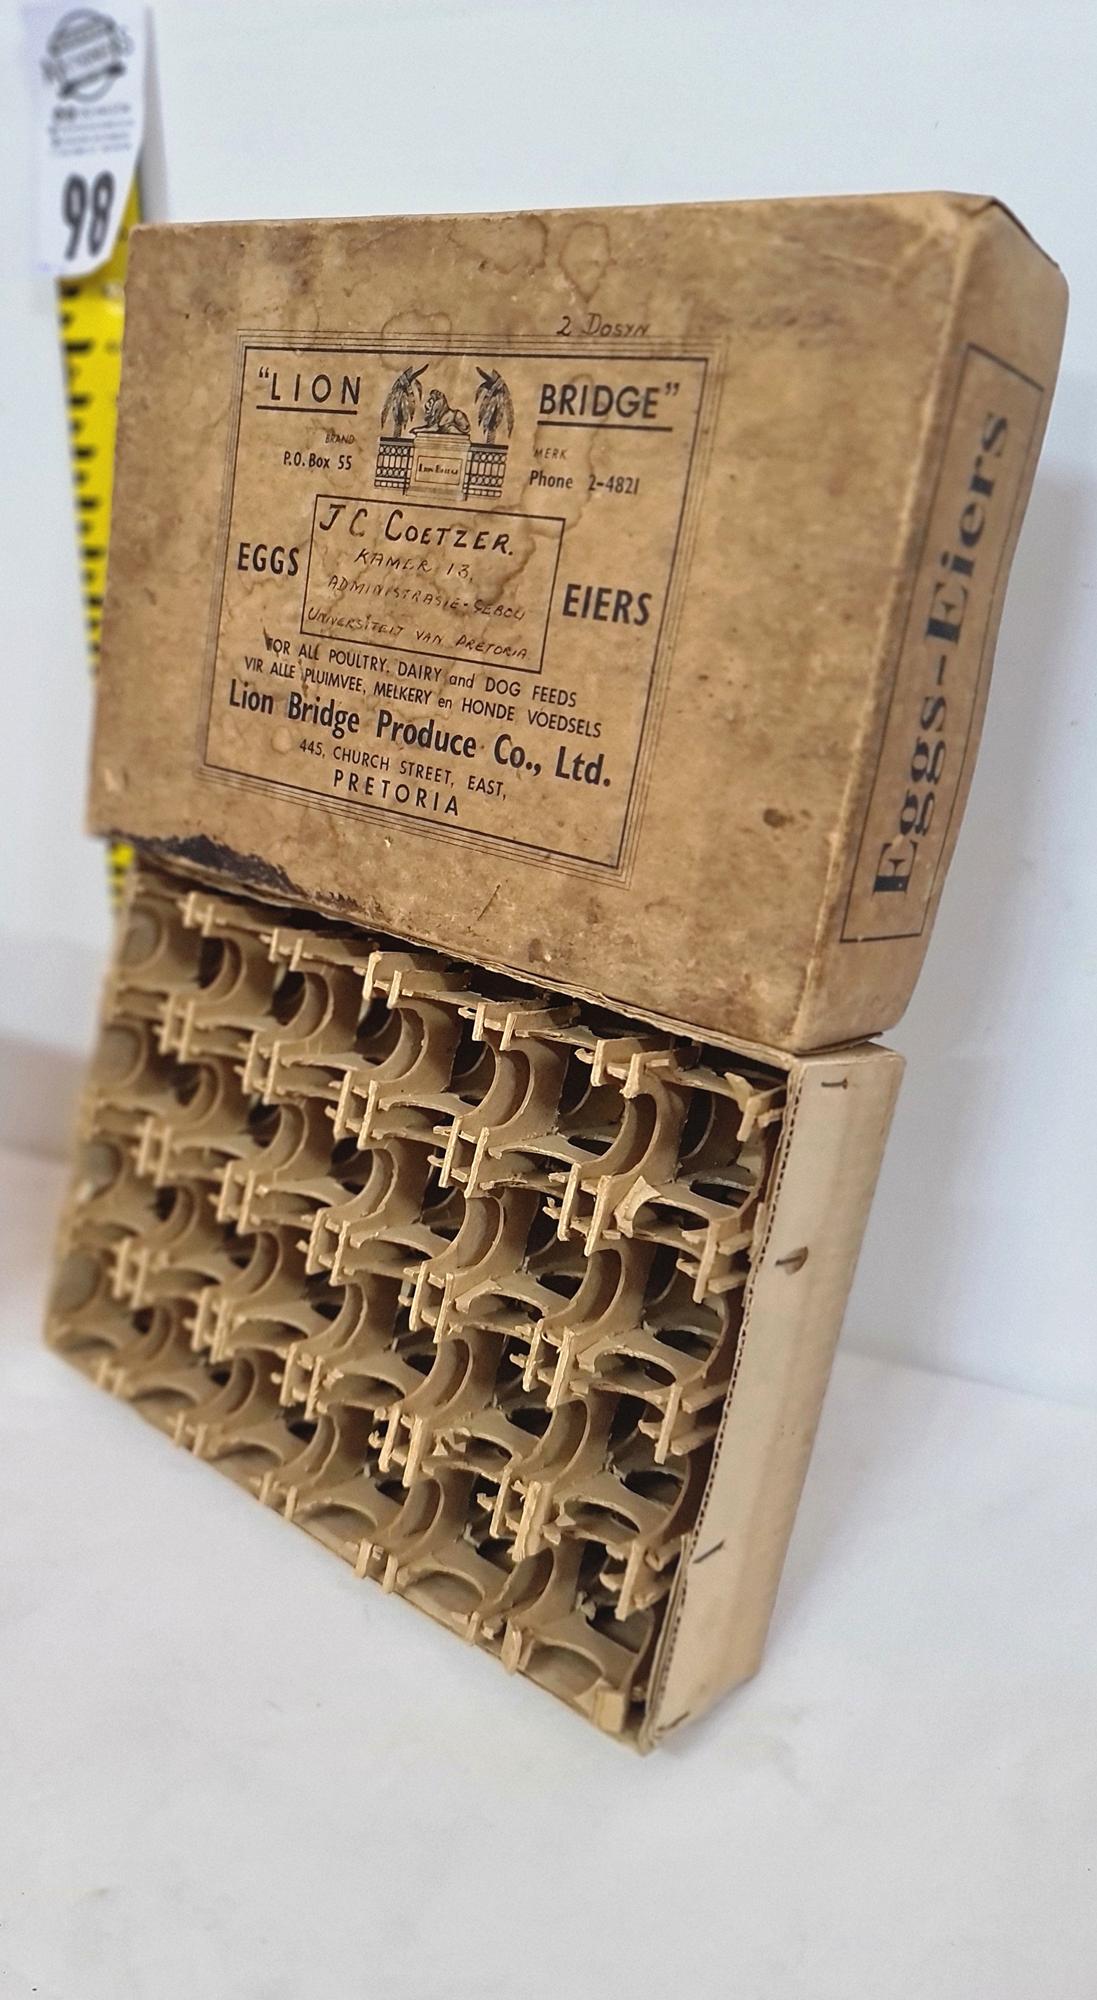 98
2 DOSYN
"LION BRIDGE"
BRAND MERK
P.O. Box 55 Phone 2-4821
LION BRIDGE
J C COETZER.
KAMER 13,
EGGS EIERS
ADMINISTRASIE-GEBOU
UNIVERSITEIT VAN PRETORIA
FOR ALL POULTRY. DAIRY and DOG FEEDS
VIR ALLE PLUIMVEE, MELKERY en HONDE VOEDSELS
Lion Bridge Produce Co., Ltd.
445, CHURCH STREET, EAST,
PRETORIA
Eggs-Eiers